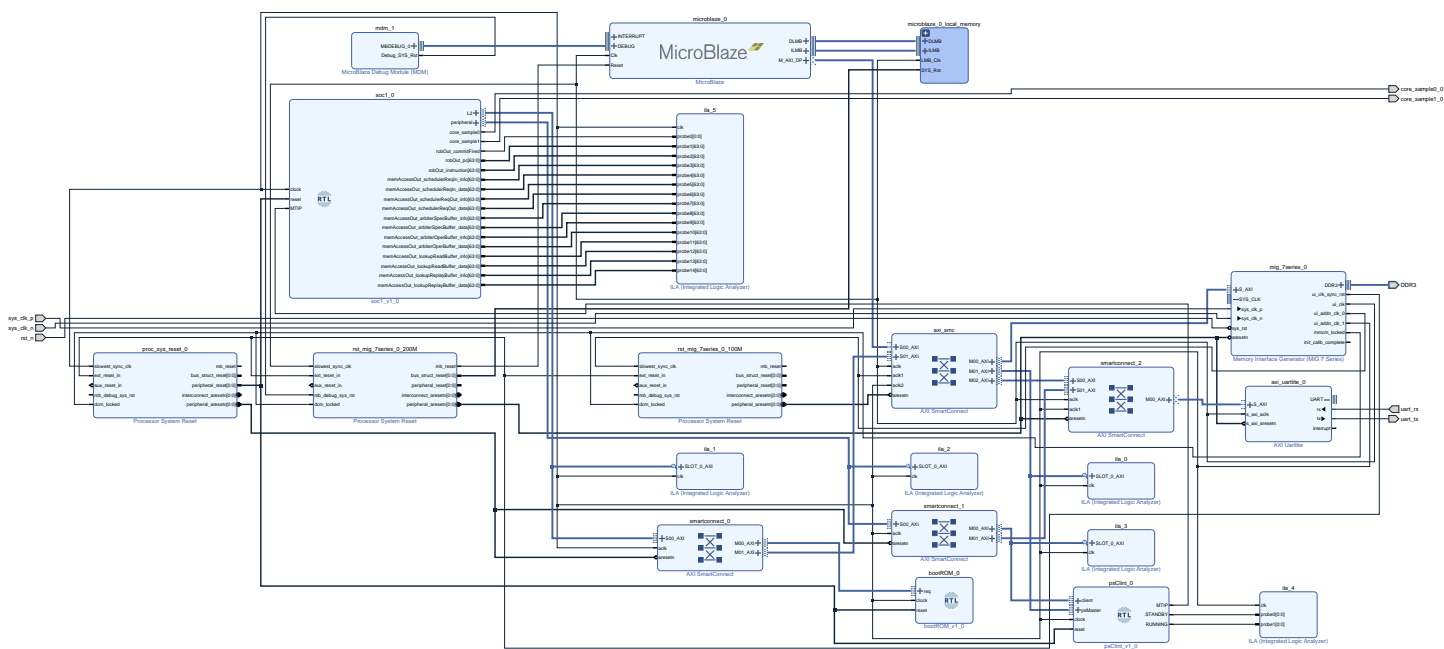 mdm_1
MBDEBUG_0
Debug_SYS_Rst
MicroBlaze Debug Module (MDM)
microblaze_0
INTERRUPT
DEBUG
Clk
Reset
MicroBlaze
DLMB
ILMB
M_AXI_DP
MicroBlaze
microblaze_0_local_memory
DLMB
ILMB
LMB_Clk
SYS_Rst
core_sample0_0
core_sample1_0
soc1_0
clock
reset
MTIP
RTL
L2
peripheral
core_sample0
core_sample1
robOut_commitFired
robOut_pc[63:0]
robOut_instruction[63:0]
memAccessOut_schedulerReqIn_info[63:0]
memAccessOut_schedulerReqIn_data[63:0]
memAccessOut_schedulerReqOut_info[63:0]
memAccessOut_schedulerReqOut_data[63:0]
memAccessOut_arbiterSpecBuffer_info[63:0]
memAccessOut_arbiterSpecBuffer_data[63:0]
memAccessOut_arbiterOperBuffer_info[63:0]
memAccessOut_arbiterOperBuffer_data[63:0]
memAccessOut_lookupReadBuffer_info[63:0]
memAccessOut_lookupReadBuffer_data[63:0]
memAccessOut_lookupReplayBuffer_info[63:0]
memAccessOut_lookupReplayBuffer_data[63:0]
soc1_v1_0
ila_5
clk
probe0[0:0]
probe1[63:0]
probe2[63:0]
probe3[63:0]
probe4[63:0]
probe5[63:0]
probe6[63:0]
probe7[63:0]
probe8[63:0]
probe9[63:0]
probe10[63:0]
probe11[63:0]
probe12[63:0]
probe13[63:0]
probe14[63:0]
ILA (Integrated Logic Analyzer)
mig_7series_0
S_AXI
SYS_CLK
sys_clk_p
sys_clk_n
sys_rst
aresetn
DDR3
ui_clk_sync_rst
ui_clk
ui_addn_clk_0
ui_addn_clk_1
mmcm_locked
init_calib_complete
Memory Interface Generator (MIG 7 Series)
DDR3
sys_clk_p
sys_clk_n
rst_n
proc_sys_reset_0
slowest_sync_clk
ext_reset_in
aux_reset_in
mb_debug_sys_rst
dcm_locked
mb_reset
bus_struct_reset[0:0]
peripheral_reset[0:0]
interconnect_aresetn[0:0]
peripheral_aresetn[0:0]
Processor System Reset
rst_mig_7series_0_200M
slowest_sync_clk
ext_reset_in
aux_reset_in
mb_debug_sys_rst
dcm_locked
mb_reset
bus_struct_reset[0:0]
peripheral_reset[0:0]
interconnect_aresetn[0:0]
peripheral_aresetn[0:0]
Processor System Reset
rst_mig_7series_0_100M
slowest_sync_clk
ext_reset_in
aux_reset_in
mb_debug_sys_rst
dcm_locked
mb_reset
bus_struct_reset[0:0]
peripheral_reset[0:0]
interconnect_aresetn[0:0]
peripheral_aresetn[0:0]
Processor System Reset
axi_smc
S00_AXI
S01_AXI
aclk
aclk1
aclk2
aresetn
M00_AXI
M01_AXI
M02_AXI
AXI SmartConnect
smartconnect_2
S00_AXI
S01_AXI
aclk
aclk1
aresetn
M00_AXI
AXI SmartConnect
axi_uartlite_0
S_AXI
s_axi_aclk
s_axi_aresetn
UART
rx
tx
interrupt
AXI Uartlite
uart_rx
uart_tx
ila_1
SLOT_0_AXI
clk
ILA (Integrated Logic Analyzer)
ila_2
SLOT_0_AXI
clk
ILA (Integrated Logic Analyzer)
ila_0
SLOT_0_AXI
clk
ILA (Integrated Logic Analyzer)
smartconnect_0
S00_AXI
aclk
aresetn
M00_AXI
M01_AXI
AXI SmartConnect
smartconnect_1
S00_AXI
aclk
aresetn
M00_AXI
M01_AXI
AXI SmartConnect
ila_3
SLOT_0_AXI
clk
ILA (Integrated Logic Analyzer)
bootROM_0
req
clock
reset
RTL
bootROM_v1_0
psClint_0
client
psMaster
clock
reset
RTL
MTIP
STANDBY
RUNNING
psClint_v1_0
ila_4
clk
probe0[0:0]
probe1[0:0]
ILA (Integrated Logic Analyzer)